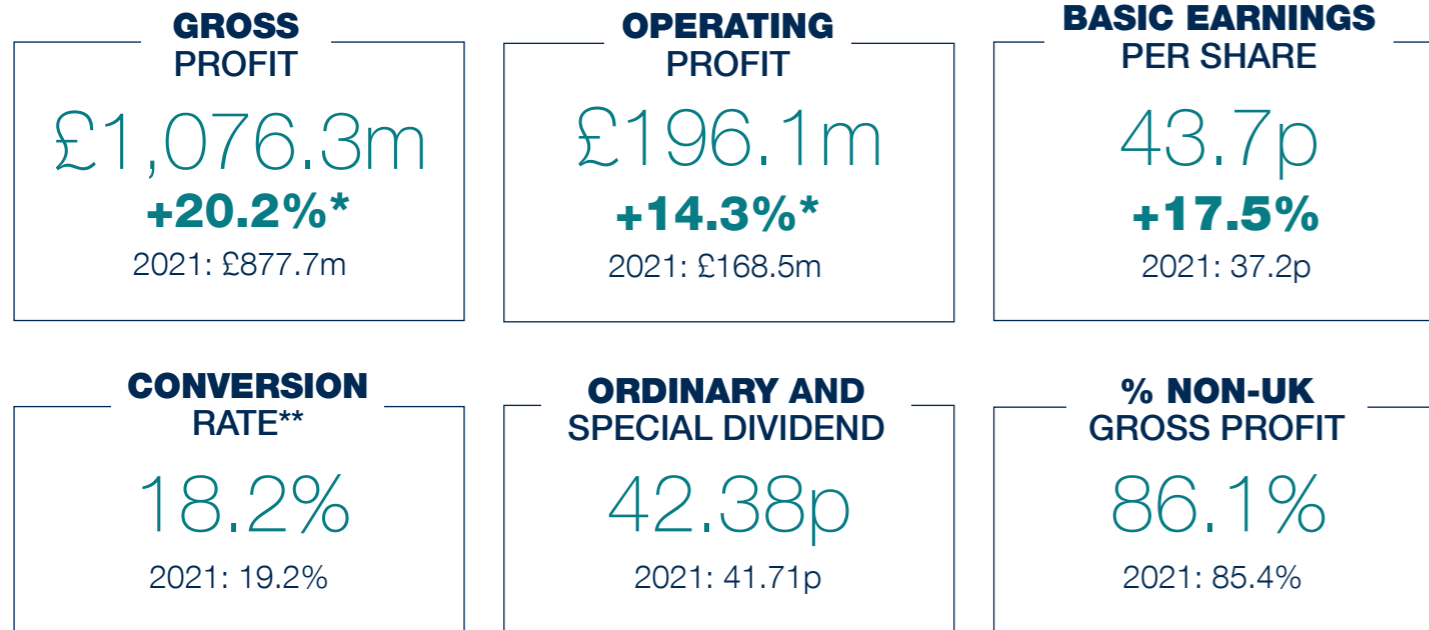 GROSS
PROFIT
£1,076.3m
+20.2%*
2021: £877.7m
OPERATING
PROFIT
£196.1m
+14.3%*
2021: £168.5m
BASIC EARNINGS
PER SHARE
43.7p
+17.5%
2021: 37.2p
CONVERSION
RATE**
18.2%
2021: 19.2%
ORDINARY AND
SPECIAL DIVIDEND
42.38p
2021: 41.71p
% NON-UK
GROSS PROFIT
86.1%
2021: 85.4%